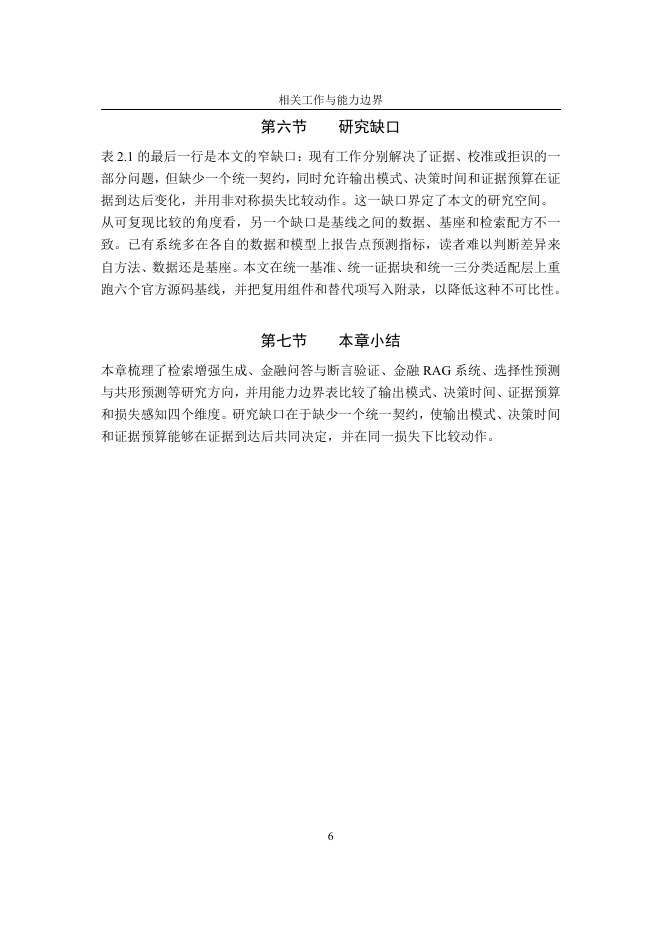 相关工作与能力边界
第六节 研究缺口
表 2.1 的最后一行是本文的窄缺口：现有工作分别解决了证据、校准或拒识的一
部分问题，但缺少一个统一契约，同时允许输出模式、决策时间和证据预算在证
据到达后变化，并用非对称损失比较动作。这一缺口界定了本文的研究空间。
从可复现比较的角度看，另一个缺口是基线之间的数据、基座和检索配方不一
致。已有系统多在各自的数据和模型上报告点预测指标，读者难以判断差异来
自方法、数据还是基座。本文在统一基准、统一证据块和统一三分类适配层上重
跑六个官方源码基线，并把复用组件和替代项写入附录，以降低这种不可比性。
第七节 本章小结
本章梳理了检索增强生成、金融问答与断言验证、金融 RAG 系统、选择性预测
与共形预测等研究方向，并用能力边界表比较了输出模式、决策时间、证据预算
和损失感知四个维度。研究缺口在于缺少一个统一契约，使输出模式、决策时间
和证据预算能够在证据到达后共同决定，并在同一损失下比较动作。
6